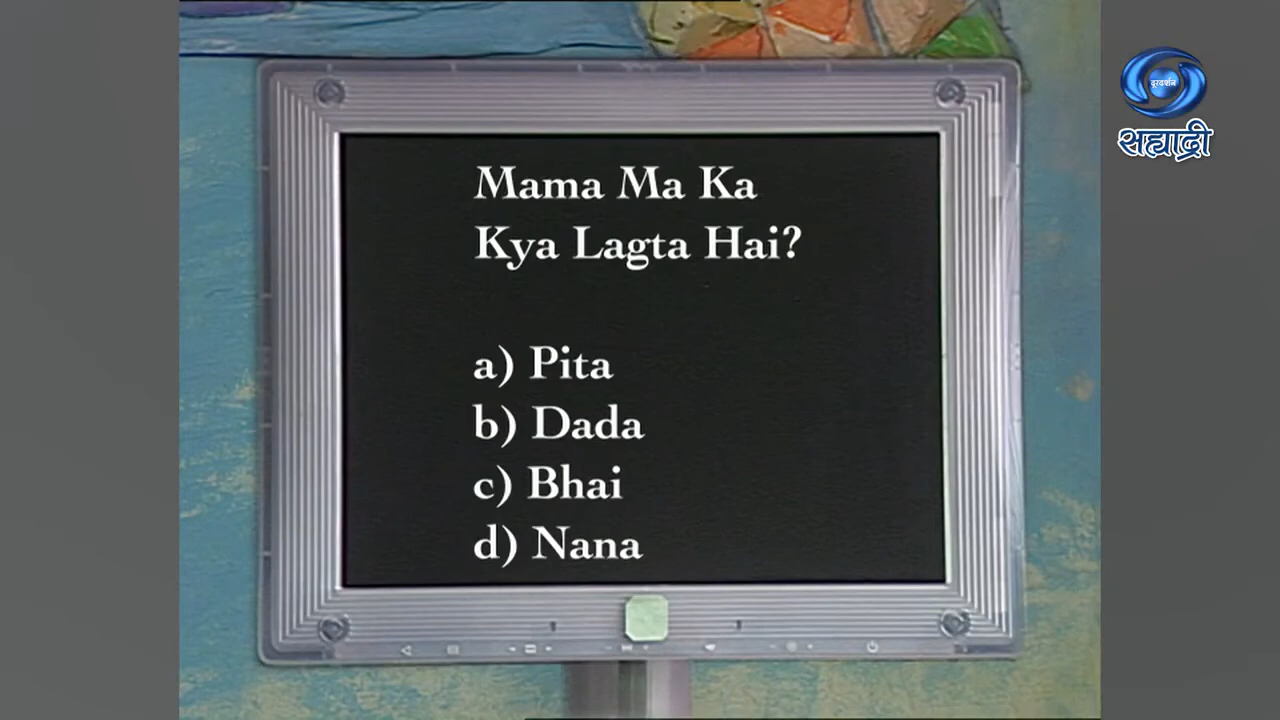 दूरदर्शन
सह्याद्री
Mama Ma Ka
Kya Lagta Hai?
a) Pita
b) Dada
c) Bhai
d) Nana